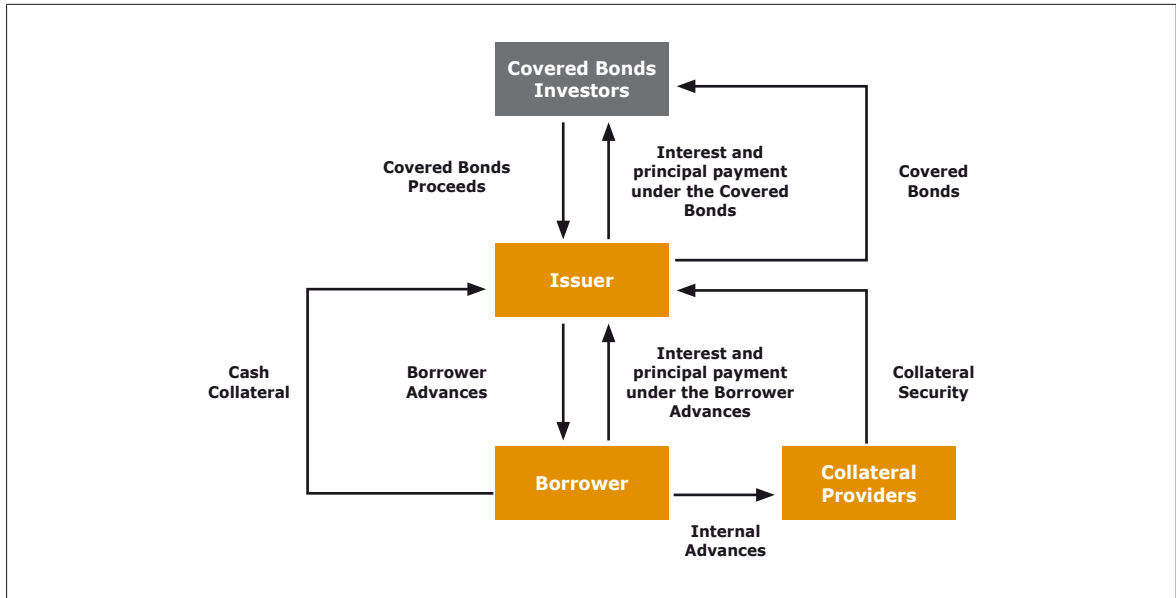 Covered Bonds
Investors
Covered Bonds
Proceeds
Interest and
principal payment
under the Covered
Bonds
Covered
Bonds
Issuer
Cash
Collateral
Borrower
Advances
Interest and
principal payment
under the Borrower
Advances
Collateral
Security
Borrower
Collateral
Providers
Internal
Advances